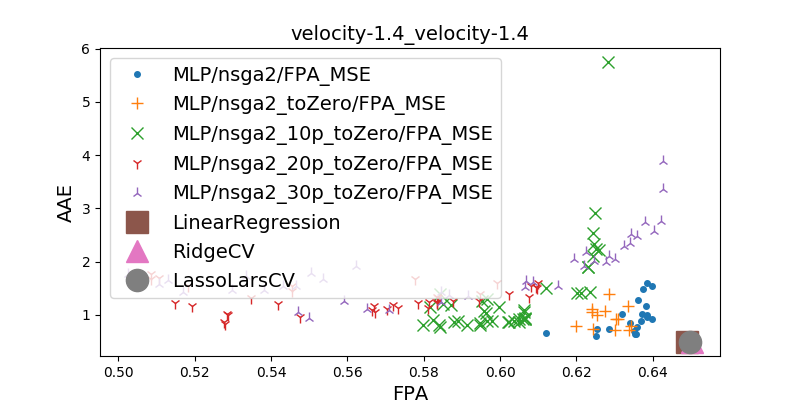 velocity-1.4_velocity-1.4
6
5
4
3
2
1
AAE
MLP/nsga2/FPA_MSE
MLP/nsga2_toZero/FPA_MSE
MLP/nsga2_10p_toZero/FPA_MSE
MLP/nsga2_20p_toZero/FPA_MSE
MLP/nsga2_30p_toZero/FPA_MSE
LinearRegression
RidgeCV
LassoLarsCV
0.50 0.52 0.54 0.56 0.58 0.60 0.62 0.64
FPA